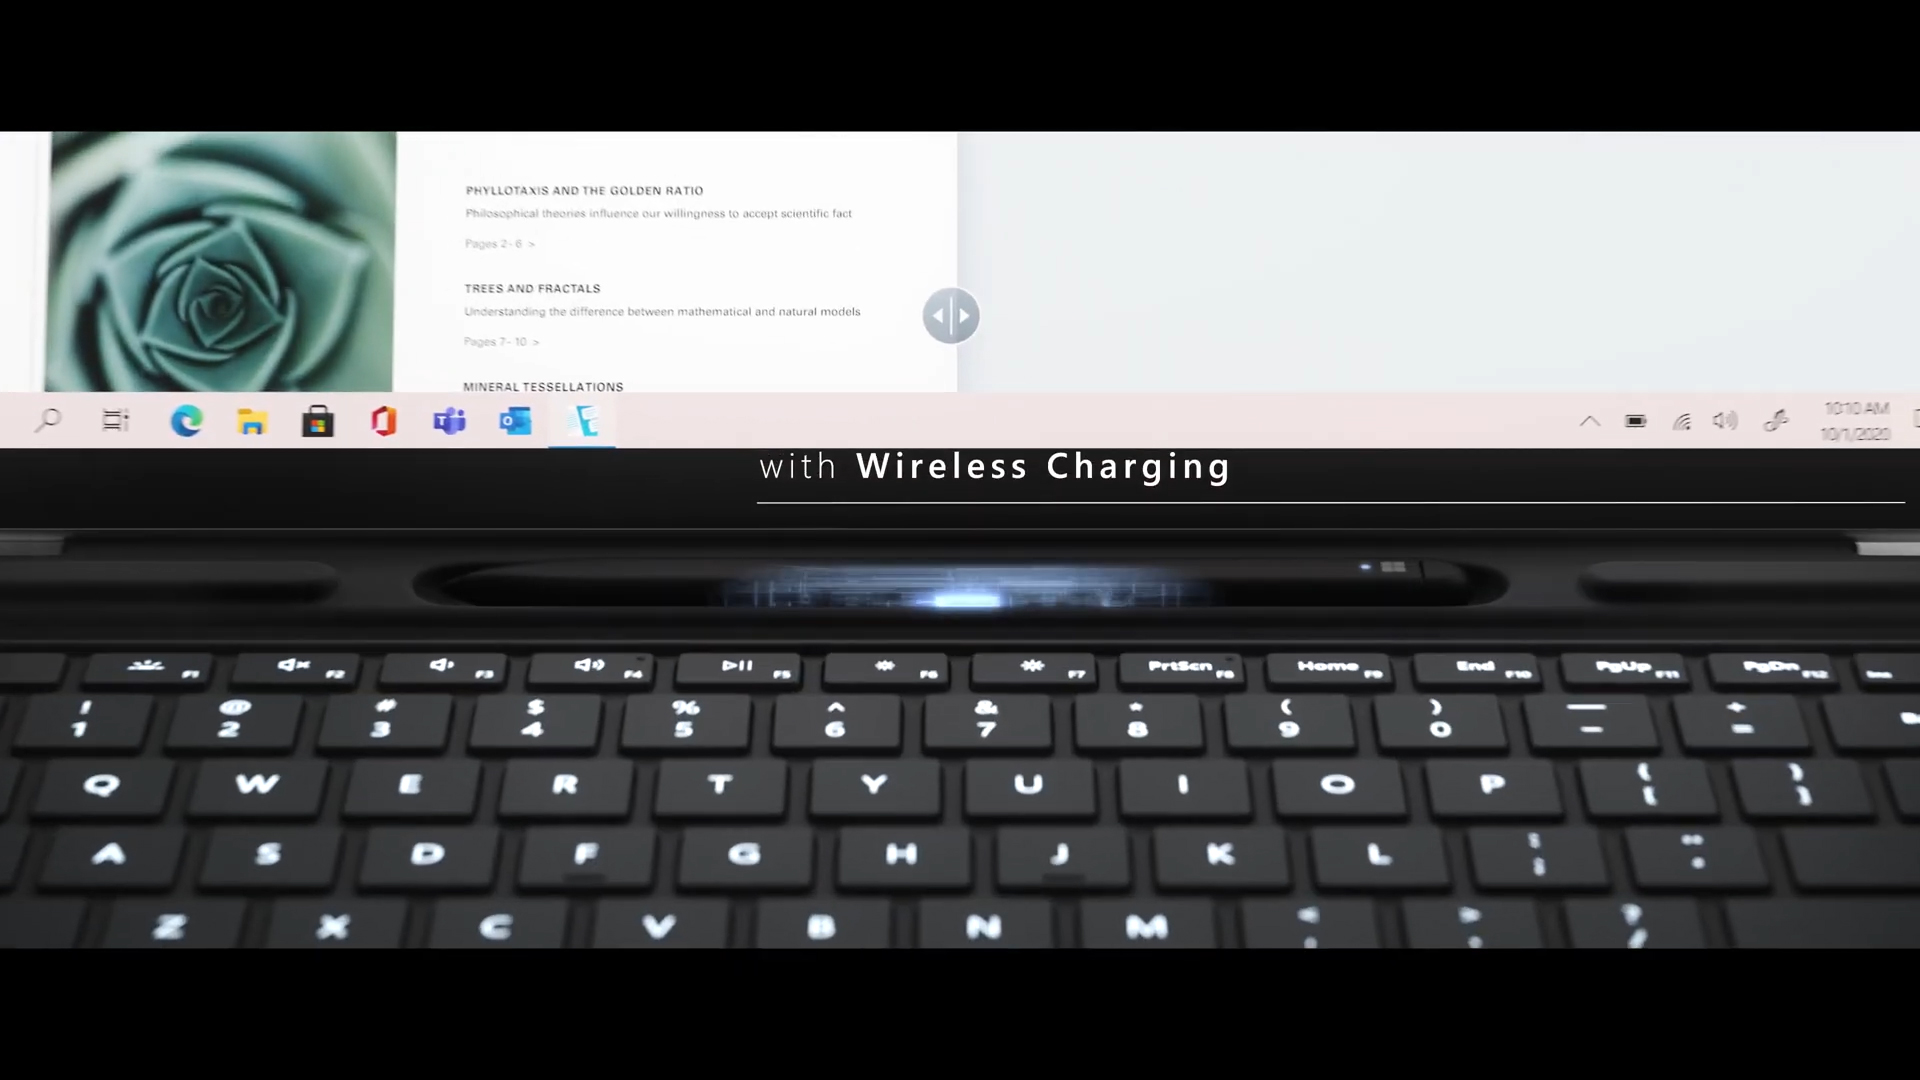 PHYLLOTAXIS AND THE GOLDEN RATIO
Philosophical theories influence our willingness to accept scientific fact
Pages 2-6 >
TREES AND FRACTALS
Understanding the difference between mathematical and natural models
Pages 7-10 >
MINERAL TESSELLATIONS
10:10 AM
10/1/2020
with Wireless Charging
F1 F2 F3 F4 F5 F6 F7 PrtScn F8 Home F9 End F10 PgUp F11 PgDn F12
! @ # $ % ^ & * ( ) — +
1 2 3 4 5 6 7 8 9 0 - =
Q W E R T Y U I O P { }
A S D F G H J K L
Z X C V B N M